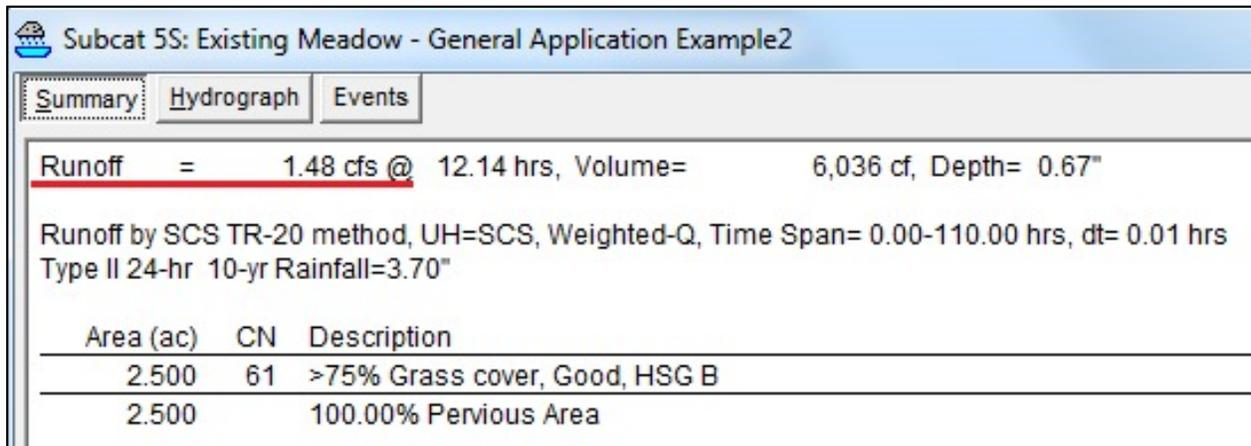 Subcat 5S: Existing Meadow - General Application Example2
Summary Hydrograph Events
Runoff = 1.48 cfs @ 12.14 hrs, Volume= 6,036 cf, Depth= 0.67"
Runoff by SCS TR-20 method, UH=SCS, Weighted-Q, Time Span= 0.00-110.00 hrs, dt= 0.01 hrs
Type II 24-hr 10-yr Rainfall=3.70"
Area (ac) CN Description
2.500 61 >75% Grass cover, Good, HSG B
2.500 100.00% Pervious Area